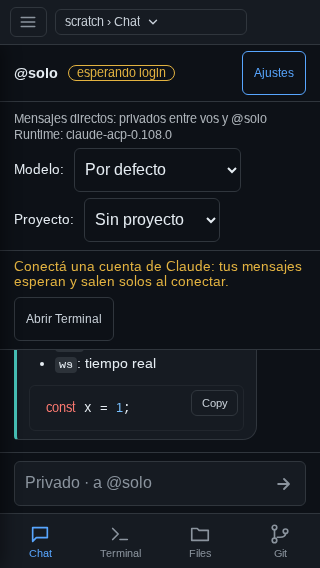 scratch › Chat
@solo esperando login Ajustes
Mensajes directos: privados entre vos y @solo
Runtime: claude-acp-0.108.0
Modelo: Por defecto
Proyecto: Sin proyecto
Conectá una cuenta de Claude: tus mensajes
esperan y salen solos al conectar.
Abrir Terminal
ws: tiempo real
Copy
const x = 1;
Privado · a @solo
Chat Terminal Files Git